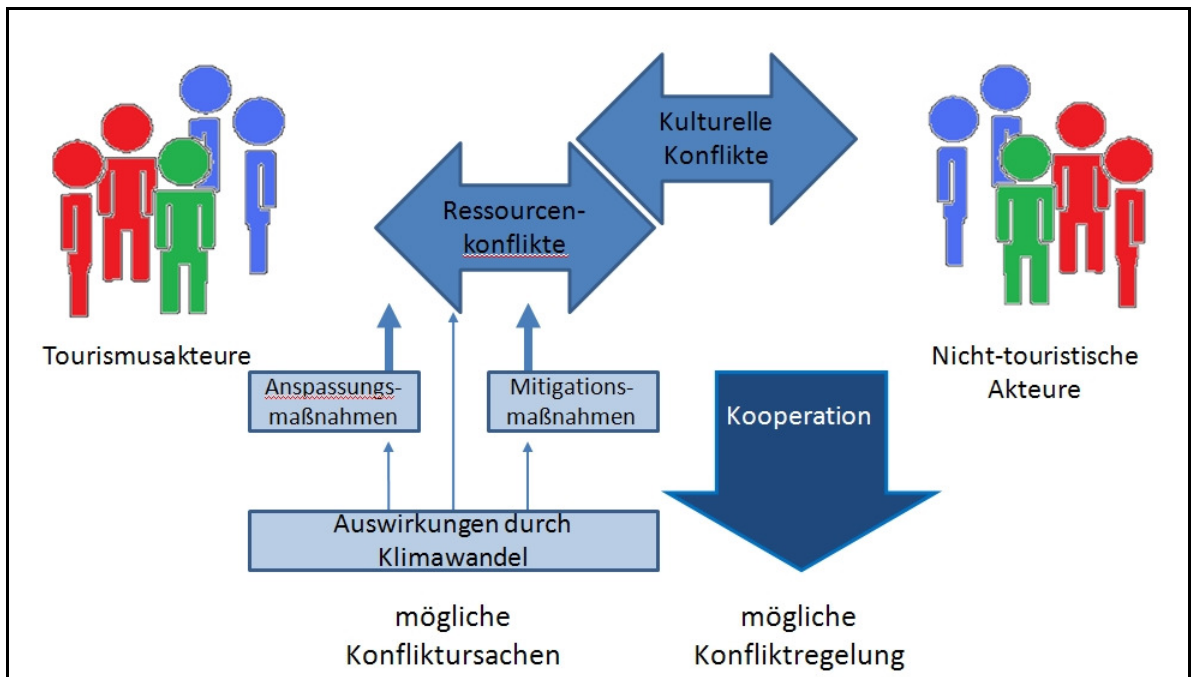 Kulturelle
Konflikte
Ressourcen-
konflikte
Tourismusakteure
Nicht-touristische
Akteure
Anspassungs-
maßnahmen
Mitigations-
maßnahmen
Kooperation
Auswirkungen durch
Klimawandel
mögliche
Konfliktursachen
mögliche
Konfliktregelung